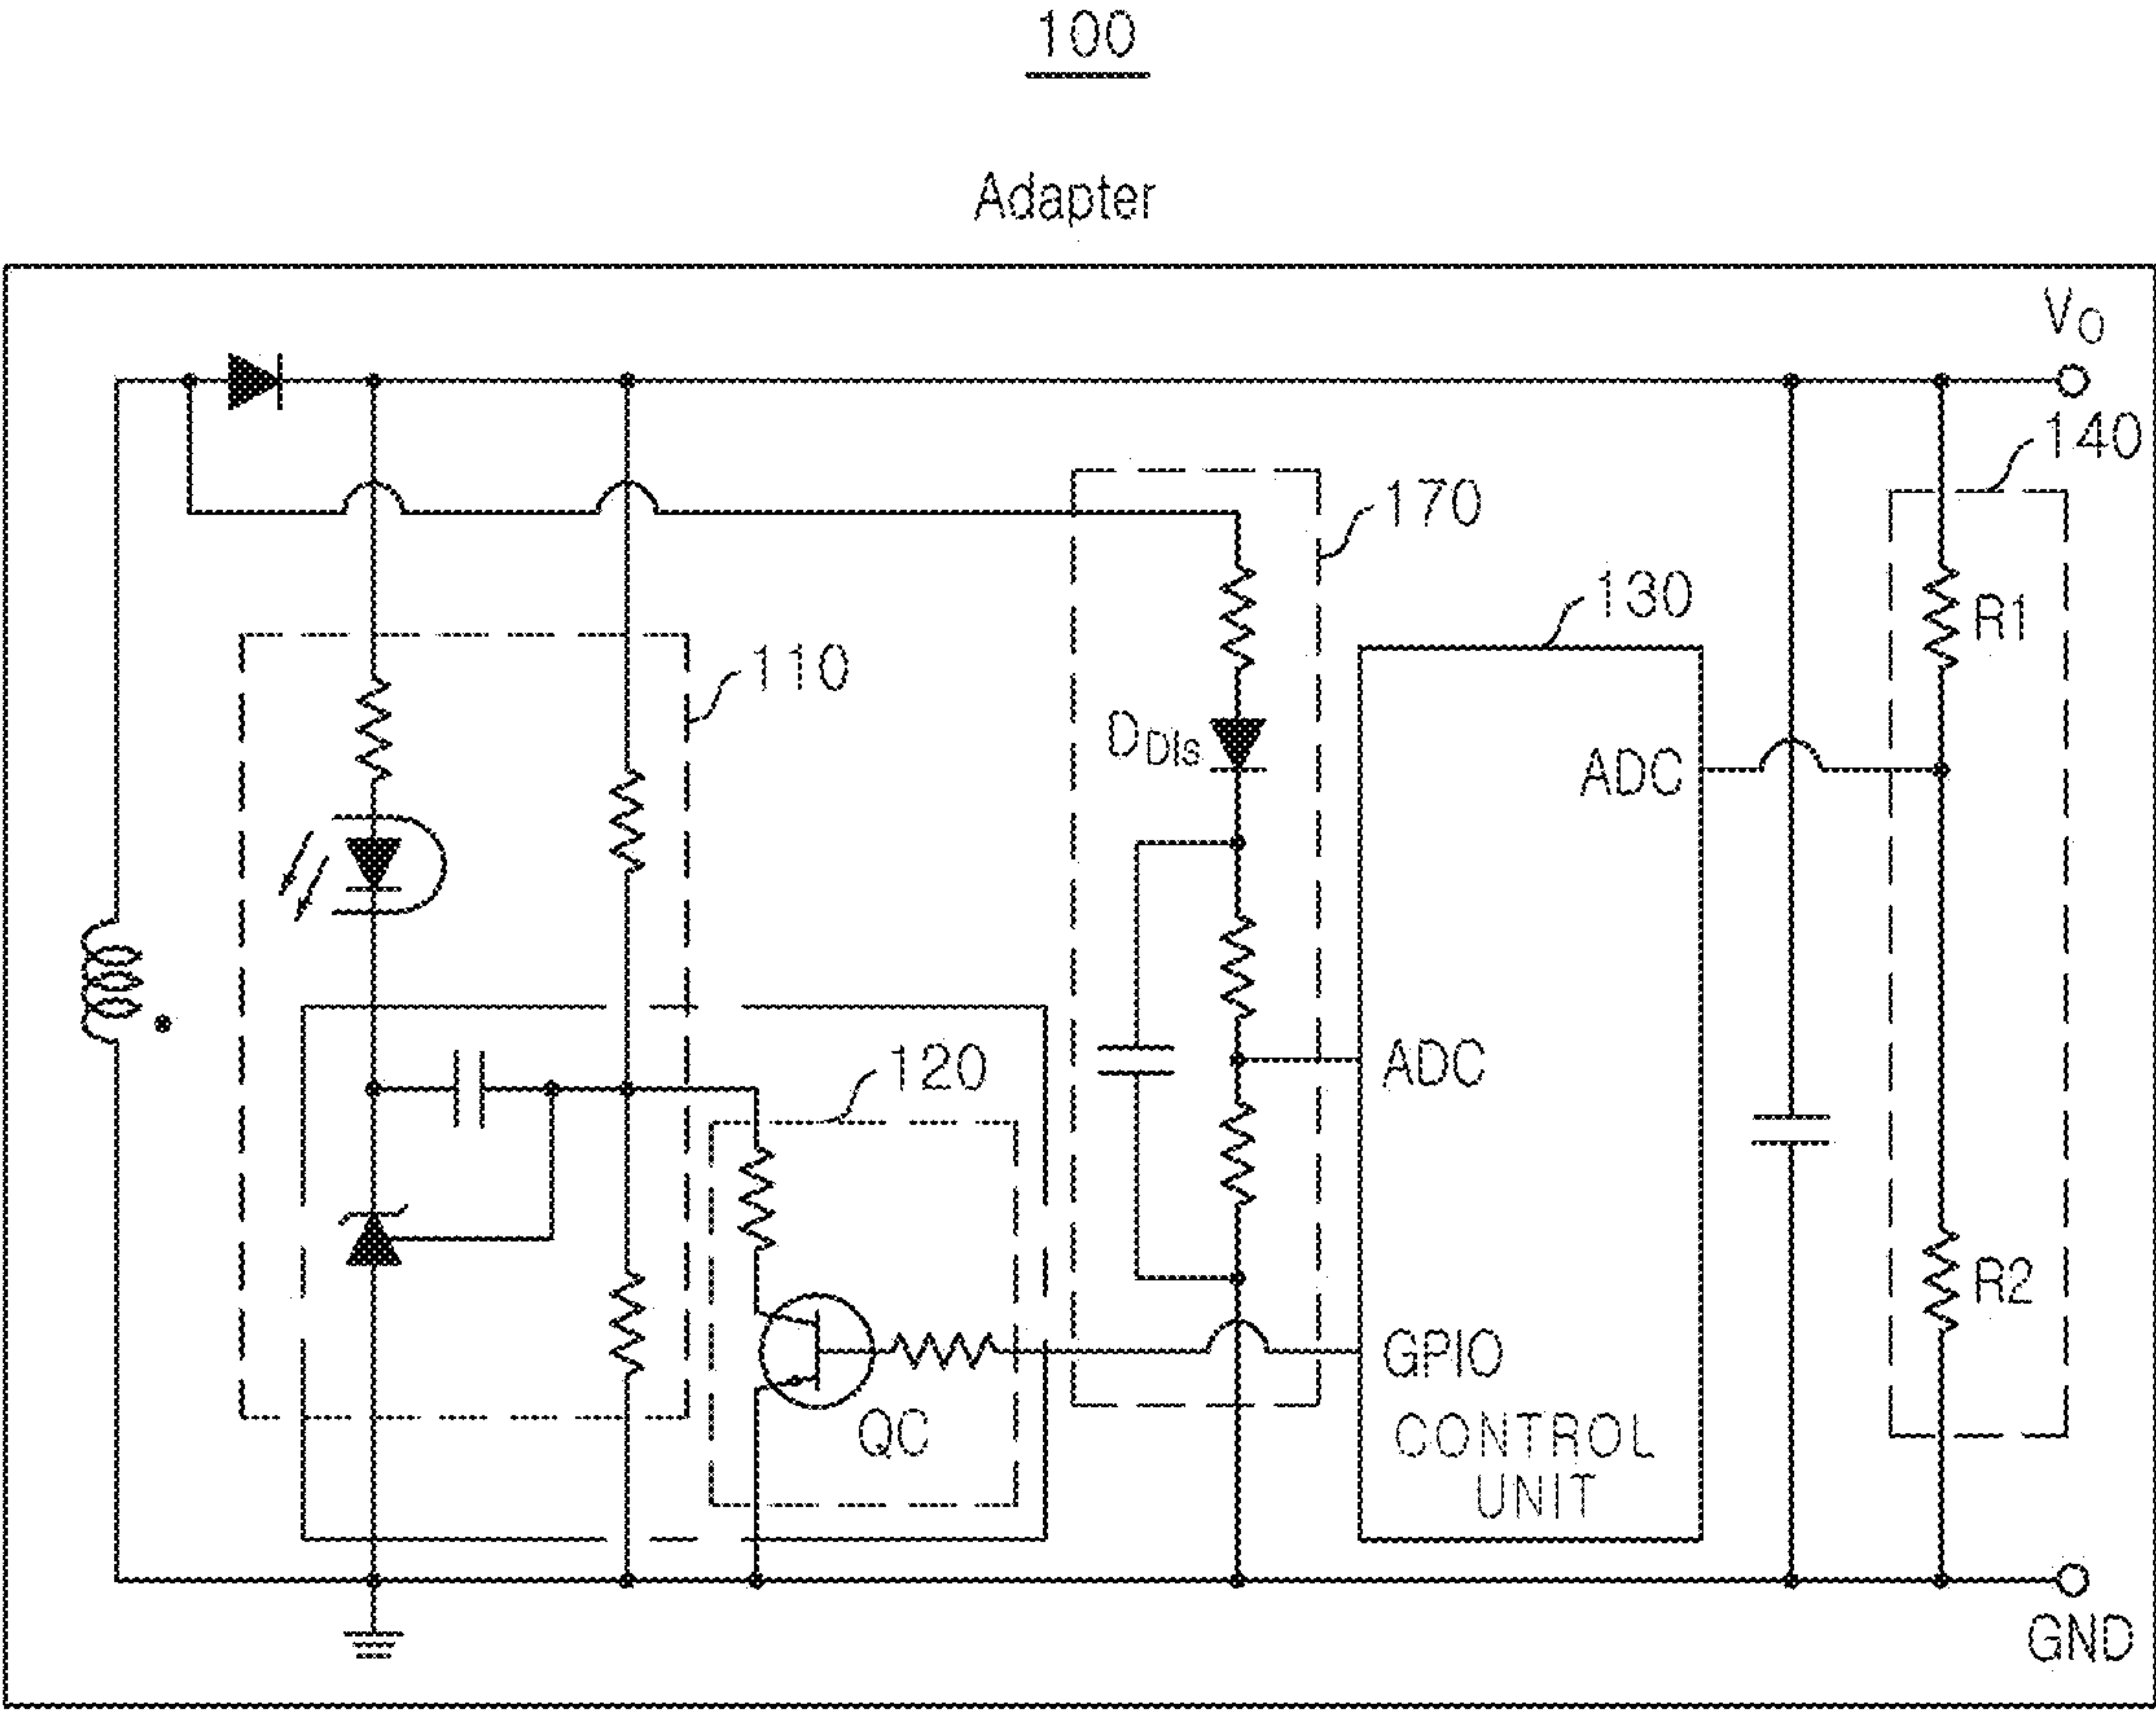 100
Adapter
VO
140
170
130
R1
110
DDIs
ADC
120
ADC
R2
GPIO
QC
CONTROL
UNIT
GND